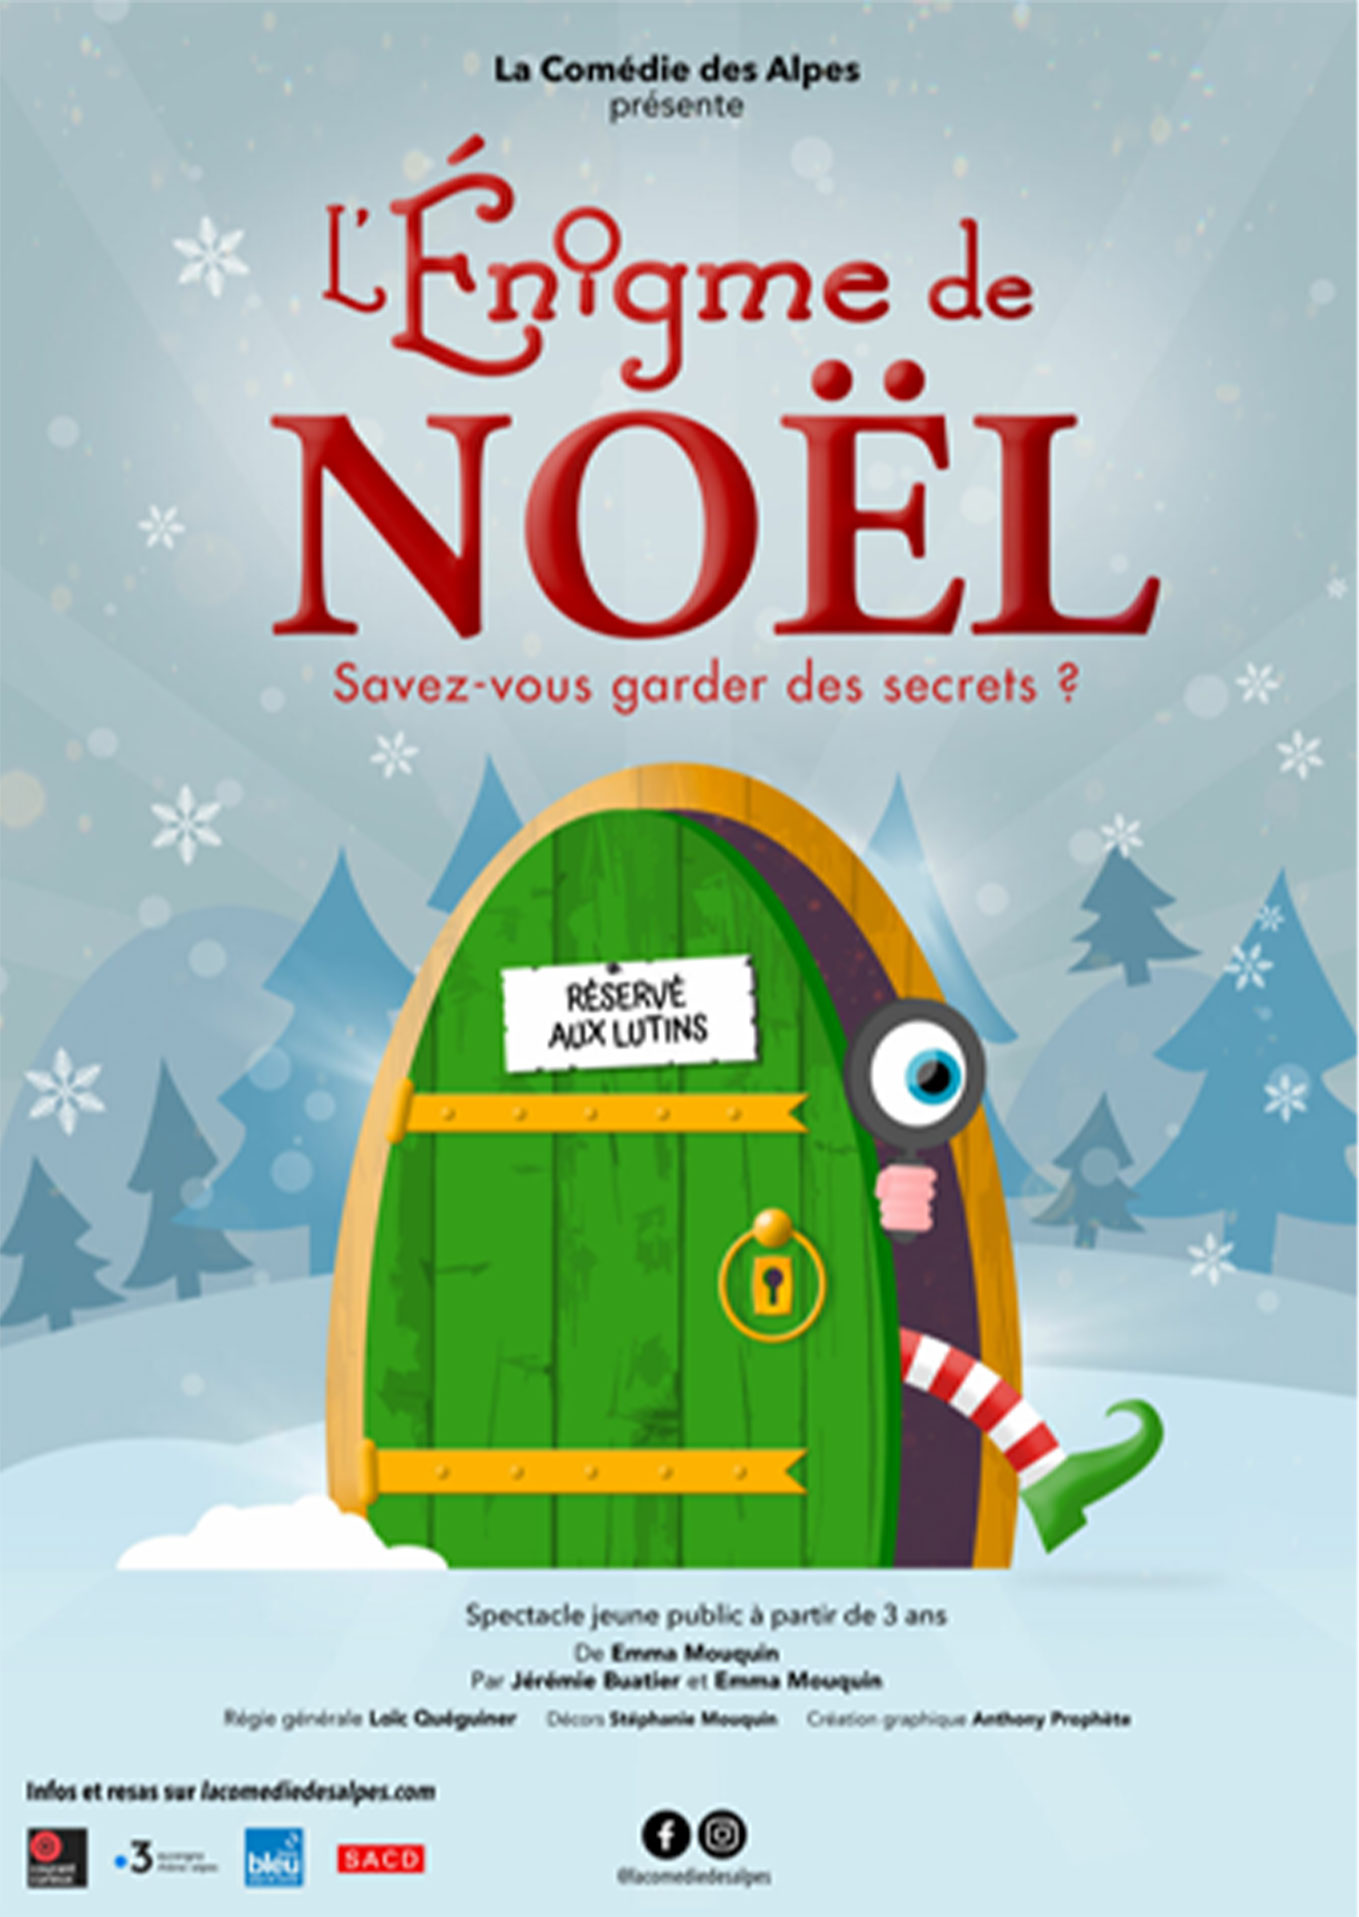 La Comédie des Alpes
présente
L'Énigme de
NOËL
Savez-vous garder des secrets ?
RÉSERVÉ
AUX LUTINS
Spectacle jeune public à partir de 3 ans
De Emma Mouquin
Par Jérémie Buatier et Emma Mouquin
Régie générale Loïc Quéguiner Décors Stéphanie Mouquin Création graphique Anthony Prophète
Infos et resas sur lacomediedesalpes.com
3
bleu
SACD
@lacomediedesalpes